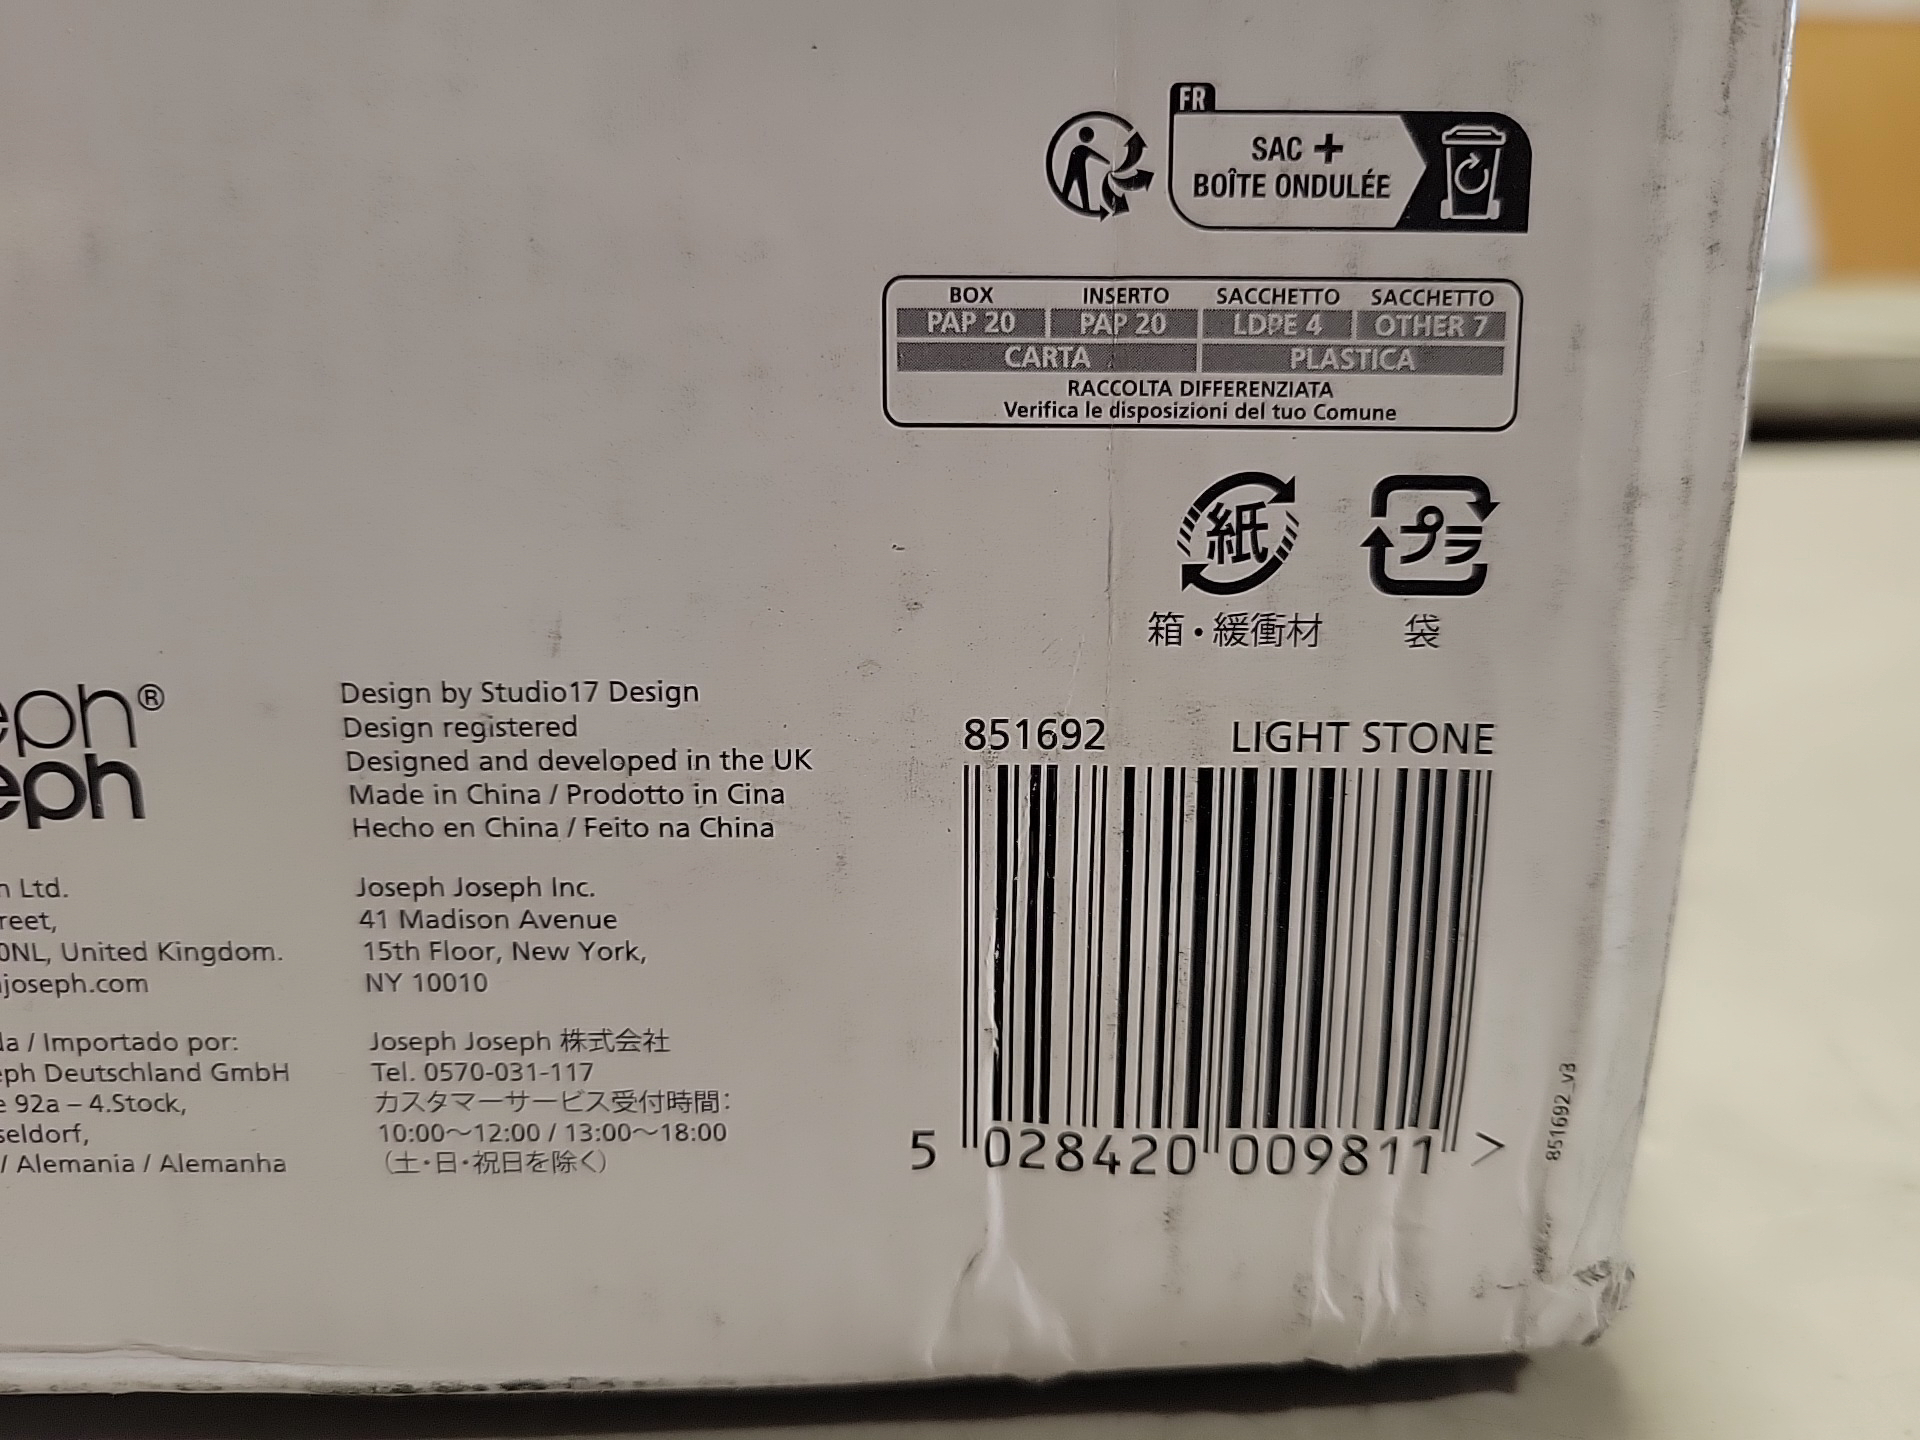 FR
SAC +
BOÎTE ONDULÉE
BOX INSERTO SACCHETTO SACCHETTO
PAP 20 PAP 20 LDPE 4 OTHER 7
CARTA PLASTICA
RACCOLTA DIFFERENZIATA
Verifica le disposizioni del tuo Comune
紙 プラ
箱・緩衝材 袋
eph®
eph
Design by Studio17 Design
Design registered
Designed and developed in the UK
Made in China / Prodotto in Cina
Hecho en China / Feito na China
n Ltd.
reet,
0NL, United Kingdom.
joseph.com
Joseph Joseph Inc.
41 Madison Avenue
15th Floor, New York,
NY 10010
da / Importado por:
eph Deutschland GmbH
e 92a – 4.Stock,
seldorf,
/ Alemania / Alemanha
Joseph Joseph 株式会社
Tel. 0570-031-117
カスタマーサービス受付時間：
10:00～12:00 / 13:00～18:00
（土・日・祝日を除く）
851692 LIGHT STONE
5 028420 009811 >
851692_v3